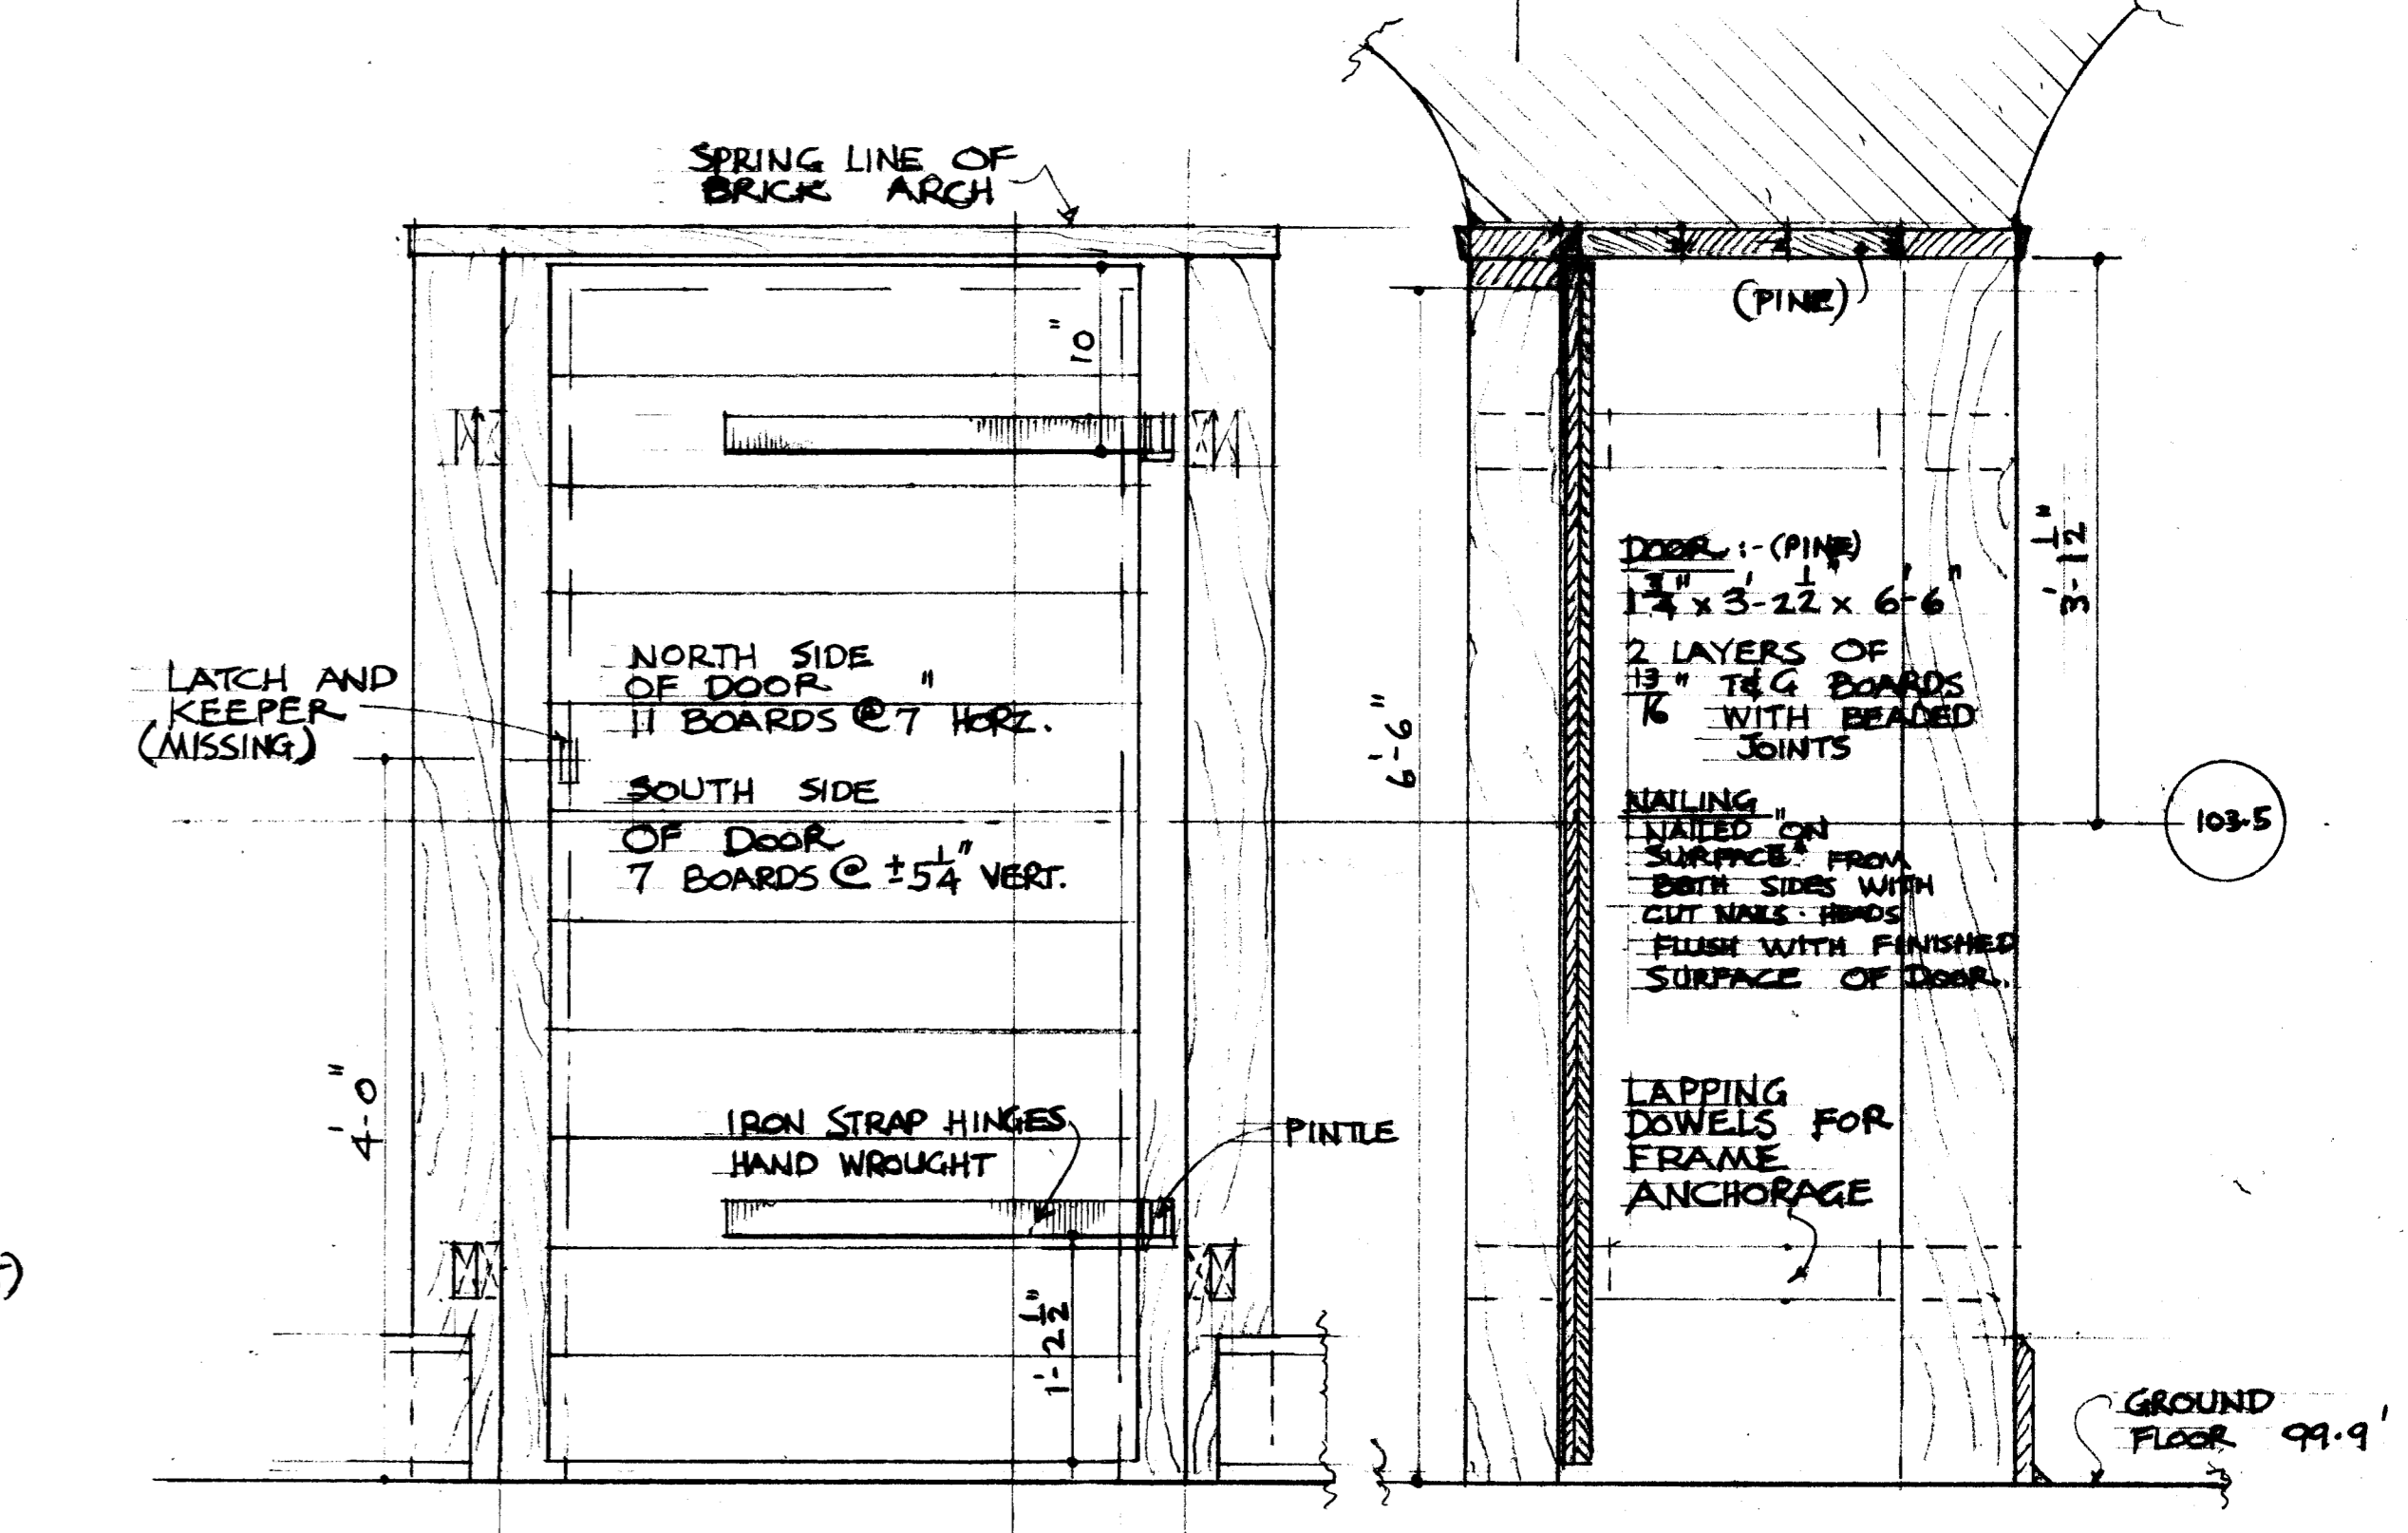 SPRING LINE OF
BRICK ARCH
10"
LATCH AND
KEEPER
(MISSING)
NORTH SIDE
OF DOOR
11 BOARDS @ 7" HORZ.
SOUTH SIDE
OF DOOR
7 BOARDS @ ±5 1/4" VERT.
4'-0"
IRON STRAP HINGES
HAND WROUGHT
PINTLE
1'-2 1/2"
(PINE)
6'-6"
DOOR :- (PINE)
1 3/4" x 3'-2 1/2" x 6'-6"
2 LAYERS OF
13/16" T&G BOARDS
WITH BEADED
JOINTS
NAILING
NAILED "ON
SURFACE" FROM
BOTH SIDES WITH
CUT NAILS. HEADS
FLUSH WITH FINISHED
SURFACE OF DOOR.
LAPPING
DOWELS FOR
FRAME
ANCHORAGE
3'-1 1/2"
103.5
GROUND
FLOOR 99.9'